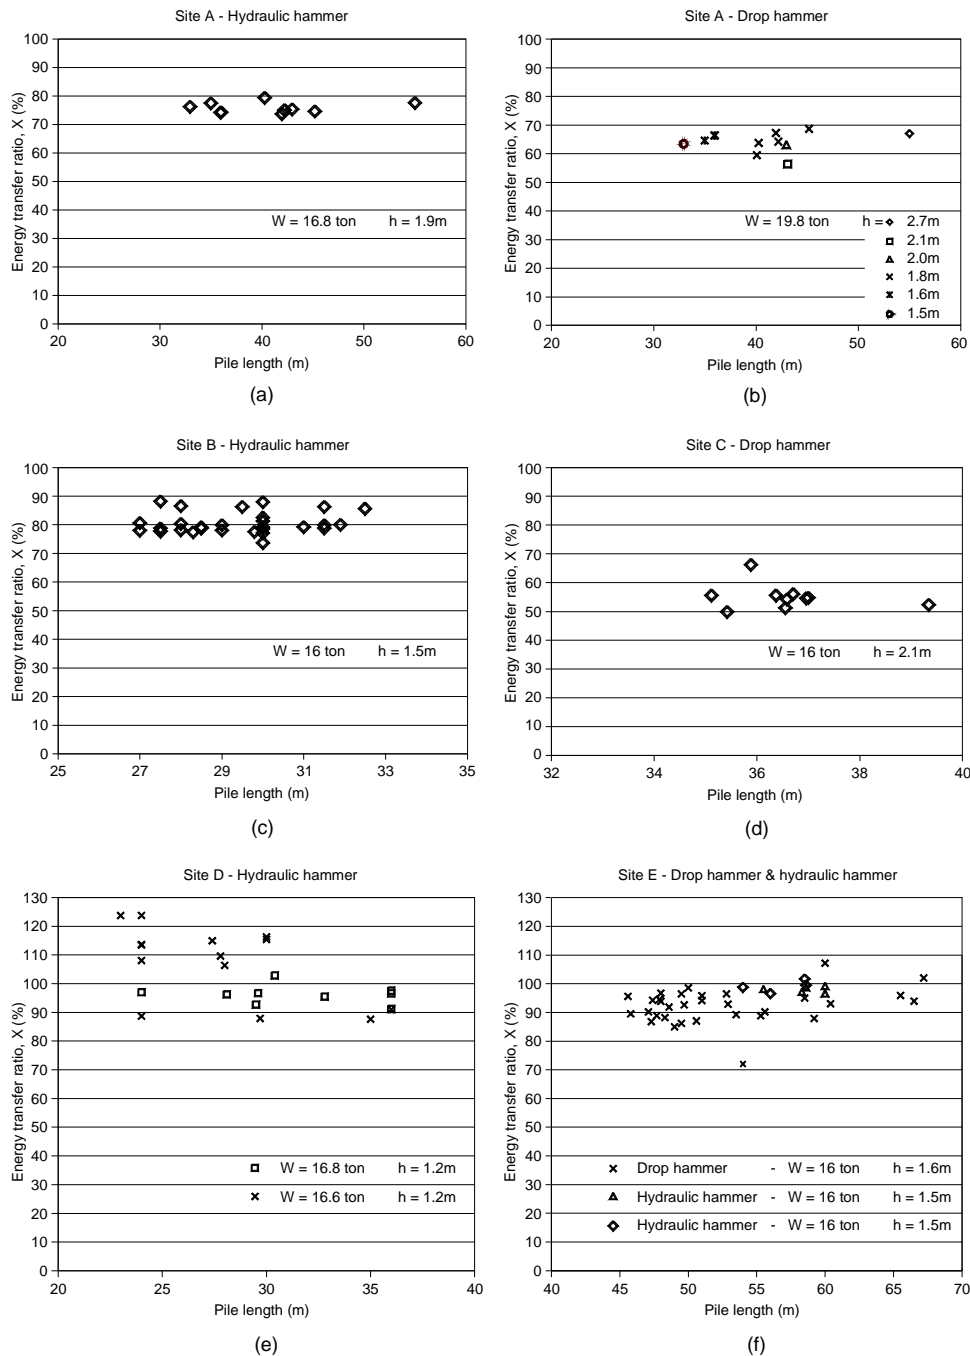 Site A - Hydraulic hammer
100
90
80
70
60
50
40
30
20
10
0
Energy transfer ratio, X (%)
W = 16.8 ton h = 1.9m
20 30 40 50 60
Pile length (m)
(a)
Site A - Drop hammer
100
90
80
70
60
50
40
30
20
10
0
Energy transfer ratio, X (%)
W = 19.8 ton h = 2.7m
2.1m
2.0m
1.8m
1.6m
1.5m
20 30 40 50 60
Pile length (m)
(b)
Site B - Hydraulic hammer
100
90
80
70
60
50
40
30
20
10
0
Energy transfer ratio, X (%)
W = 16 ton h = 1.5m
25 27 29 31 33 35
Pile length (m)
(c)
Site C - Drop hammer
100
90
80
70
60
50
40
30
20
10
0
Energy transfer ratio, X (%)
W = 16 ton h = 2.1m
32 34 36 38 40
Pile length (m)
(d)
Site D - Hydraulic hammer
130
120
110
100
90
80
70
60
50
40
30
20
10
0
Energy transfer ratio, X (%)
W = 16.8 ton h = 1.2m
W = 16.6 ton h = 1.2m
20 25 30 35 40
Pile length (m)
(e)
Site E - Drop hammer & hydraulic hammer
130
120
110
100
90
80
70
60
50
40
30
20
10
0
Energy transfer ratio, X (%)
Drop hammer - W = 16 ton h = 1.6m
Hydraulic hammer - W = 16 ton h = 1.5m
Hydraulic hammer - W = 16 ton h = 1.5m
40 45 50 55 60 65 70
Pile length (m)
(f)